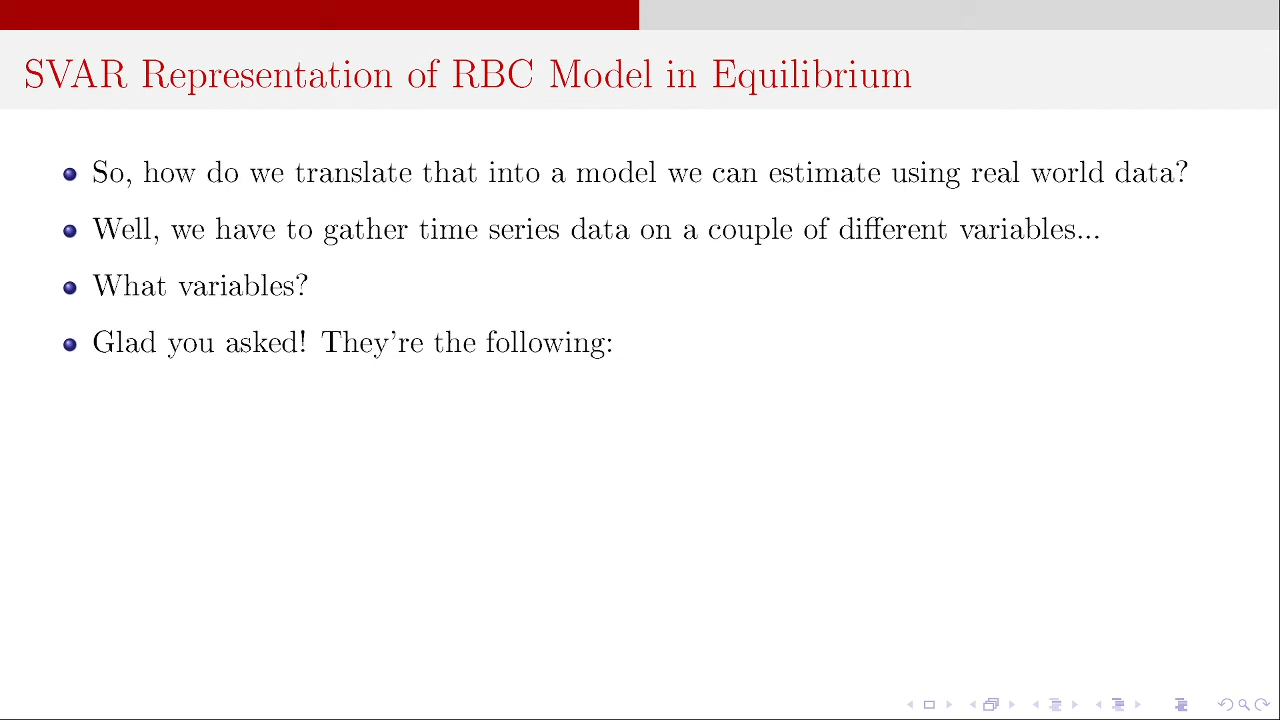 SVAR Representation of RBC Model in Equilibrium
So, how do we translate that into a model we can estimate using real world data?
Well, we have to gather time series data on a couple of different variables...
What variables?
Glad you asked! They're the following: